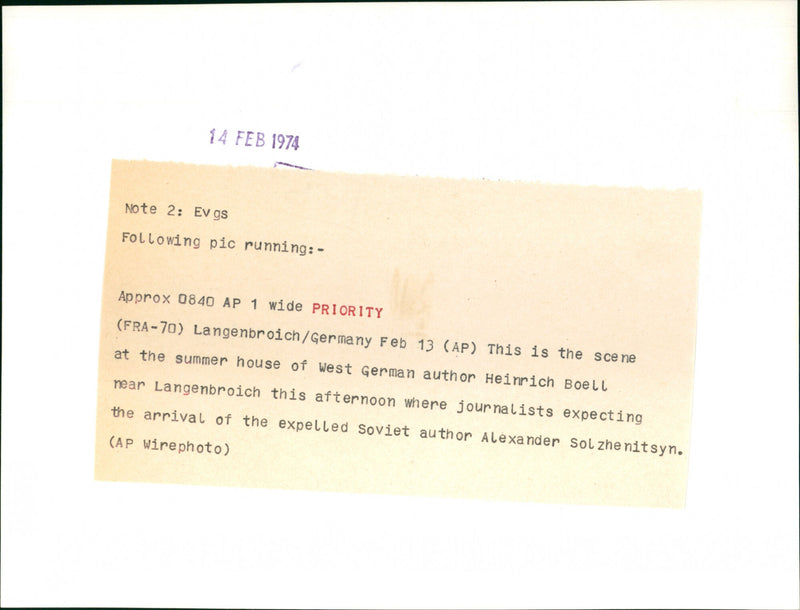 14 FEB 1974
Note 2: Evgs
Following pic running:-
Approx 0840 AP 1 wide PRIORITY
(FRA-70) Langenbroich/Germany Feb 13 (AP) This is the scene
at the summer house of West German author Heinrich Boell
near Langenbroich this afternoon where journalists expecting
the arrival of the expelled Soviet author Alexander Solzhenitsyn.
(AP Wirephoto)